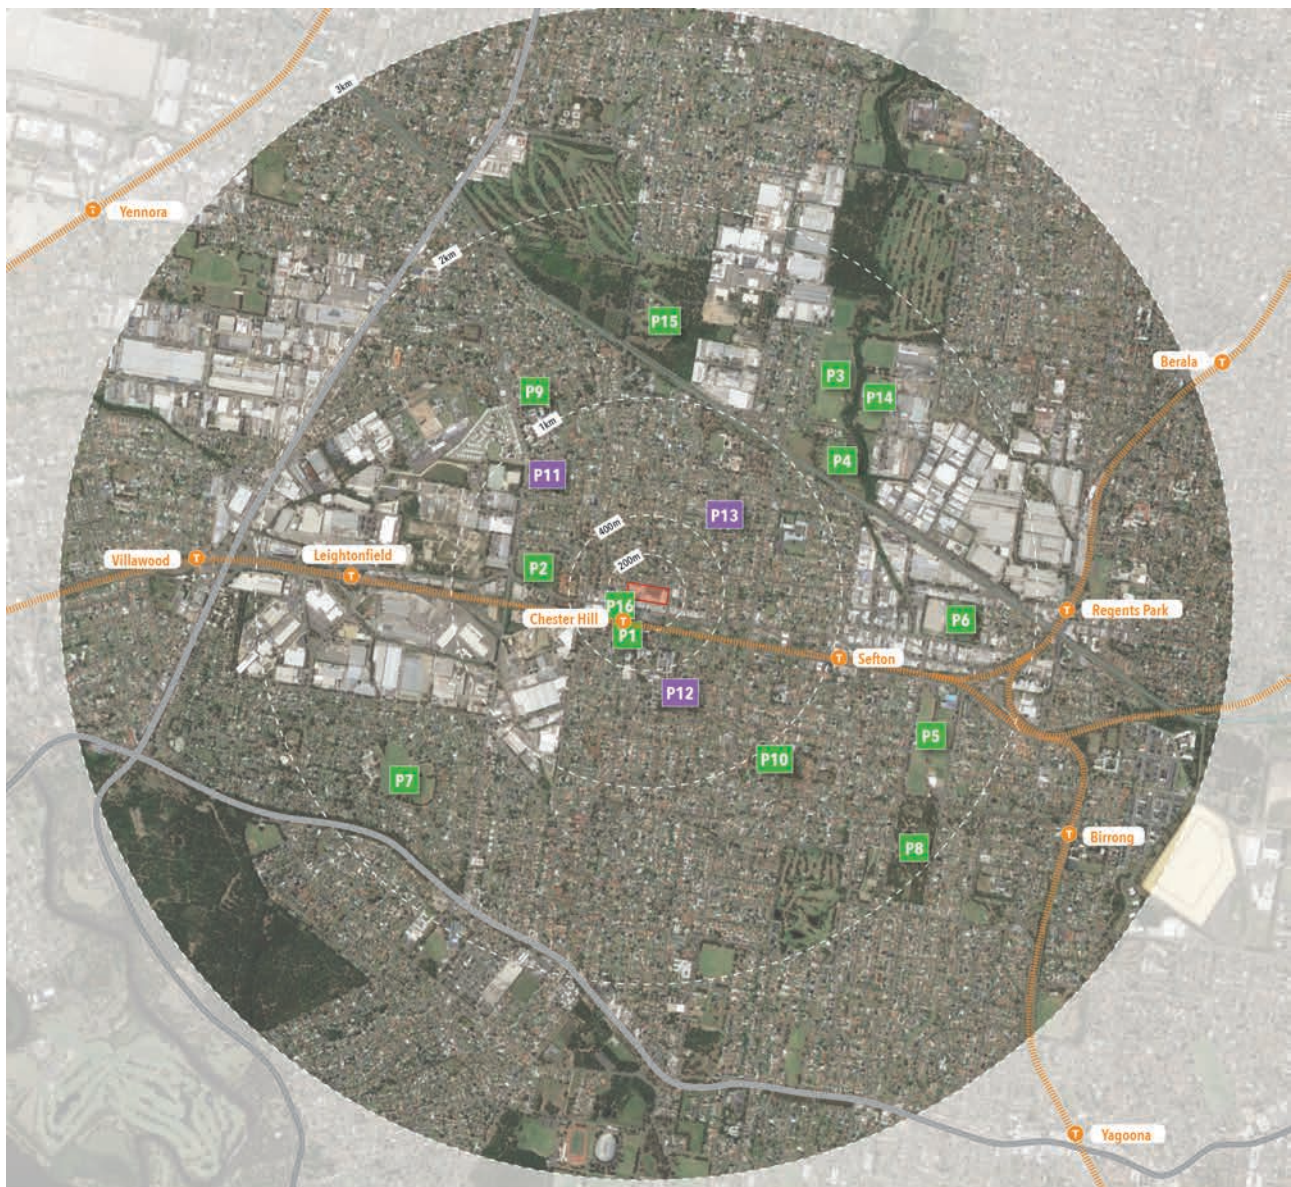 3km
Yennora
2km
P15
Berala
P3
P9
P14
1km
P4
P11
P13
400m
Leightonfield
Villawood
200m
P2
P16
Regents Park
Chester Hill
P6
P1
Sefton
P12
P5
P10
P7
Birrong
P8
Yagoona